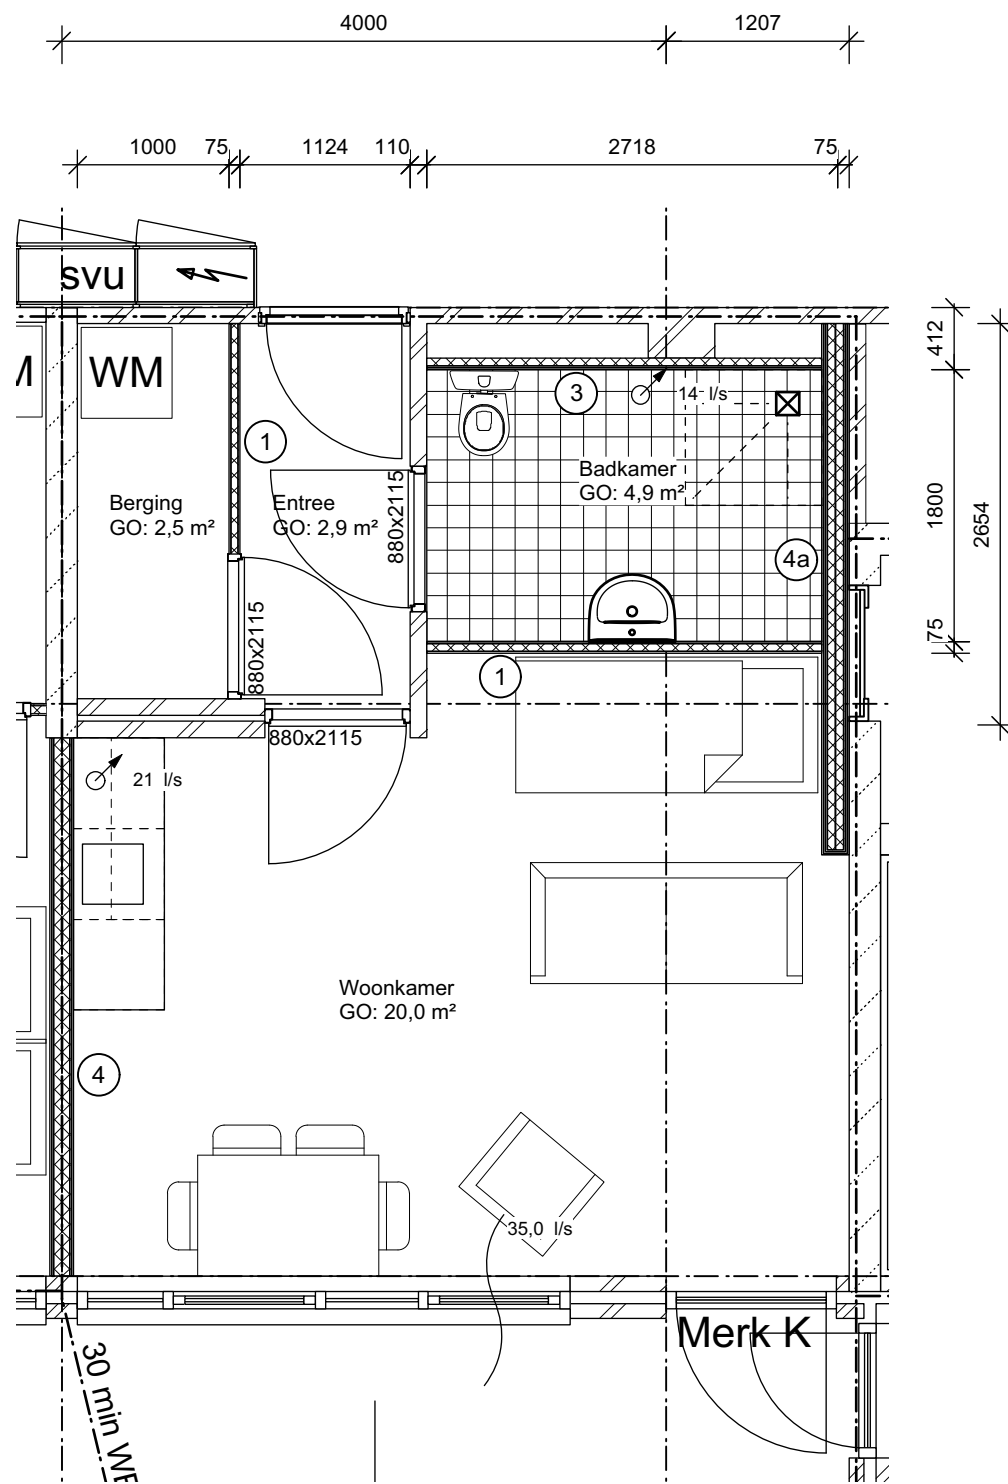 4000
1207
1000
75
1124
110
2718
75
svu
WM
412
3
14 l/s
1
Badkamer
GO: 4,9 m²
Berging
GO: 2,5 m²
Entree
GO: 2,9 m²
880x2115
1800
2654
4a
880x2115
75
1
880x2115
21 l/s
Woonkamer
GO: 20,0 m²
4
35,0 l/s
Merk K
30 min